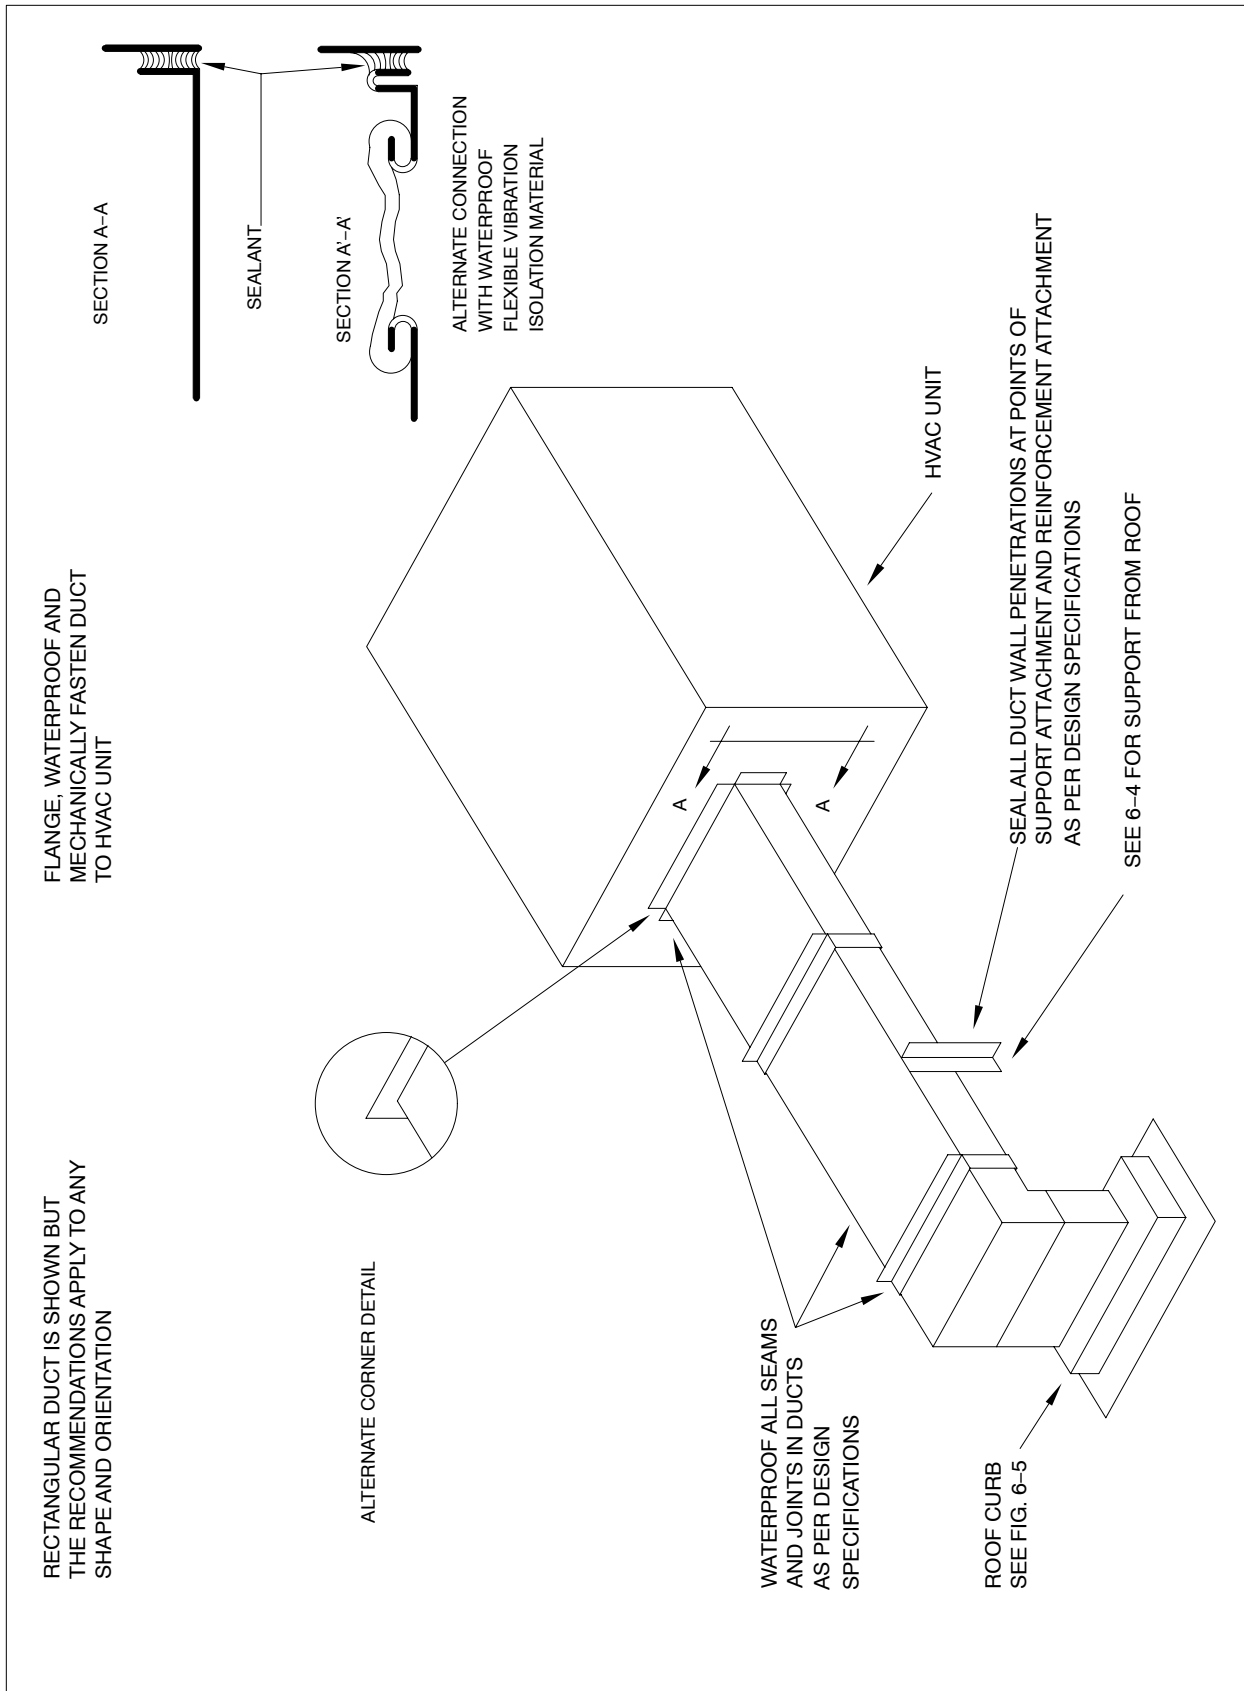 RECTANGULAR DUCT IS SHOWN BUT
THE RECOMMENDATIONS APPLY TO ANY
SHAPE AND ORIENTATION
FLANGE, WATERPROOF AND
MECHANICALLY FASTEN DUCT
TO HVAC UNIT
SECTION A–A
SEALANT
SECTION A'–A'
ALTERNATE CONNECTION
WITH WATERPROOF
FLEXIBLE VIBRATION
ISOLATION MATERIAL
ALTERNATE CORNER DETAIL
A
A
HVAC UNIT
WATERPROOF ALL SEAMS
AND JOINTS IN DUCTS
AS PER DESIGN
SPECIFICATIONS
SEAL ALL DUCT WALL PENETRATIONS AT POINTS OF
SUPPORT ATTACHMENT AND REINFORCEMENT ATTACHMENT
AS PER DESIGN SPECIFICATIONS
SEE 6–4 FOR SUPPORT FROM ROOF
ROOF CURB
SEE FIG. 6–5